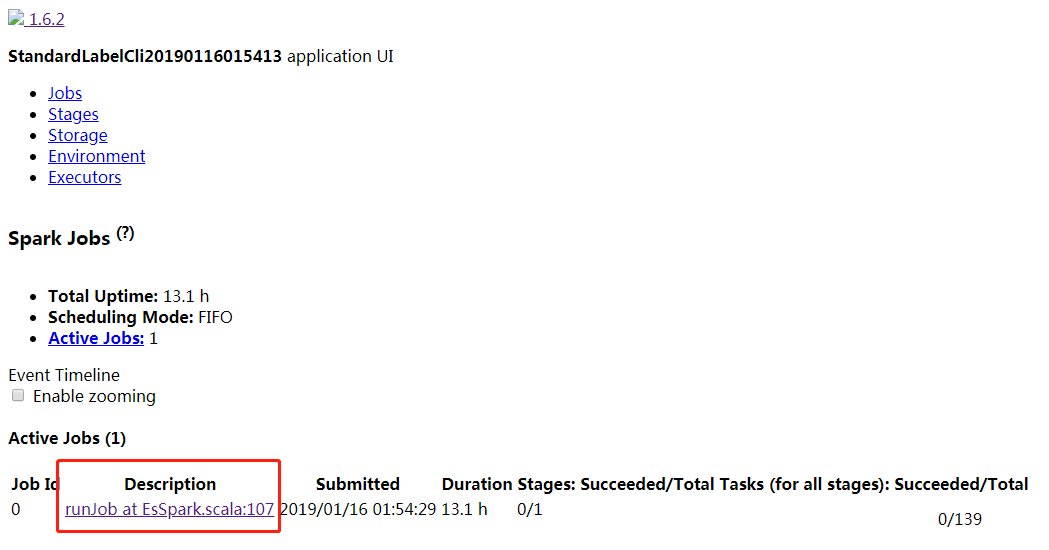 1.6.2
StandardLabelCli20190116015413 application UI
Jobs
Stages
Storage
Environment
Executors
Spark Jobs (?)
Total Uptime: 13.1 h
Scheduling Mode: FIFO
Active Jobs: 1
Event Timeline
Enable zooming
Active Jobs (1)
Job Id Description Submitted Duration Stages: Succeeded/Total Tasks (for all stages): Succeeded/Total
0 runJob at EsSpark.scala:107 2019/01/16 01:54:29 13.1 h 0/1 0/139